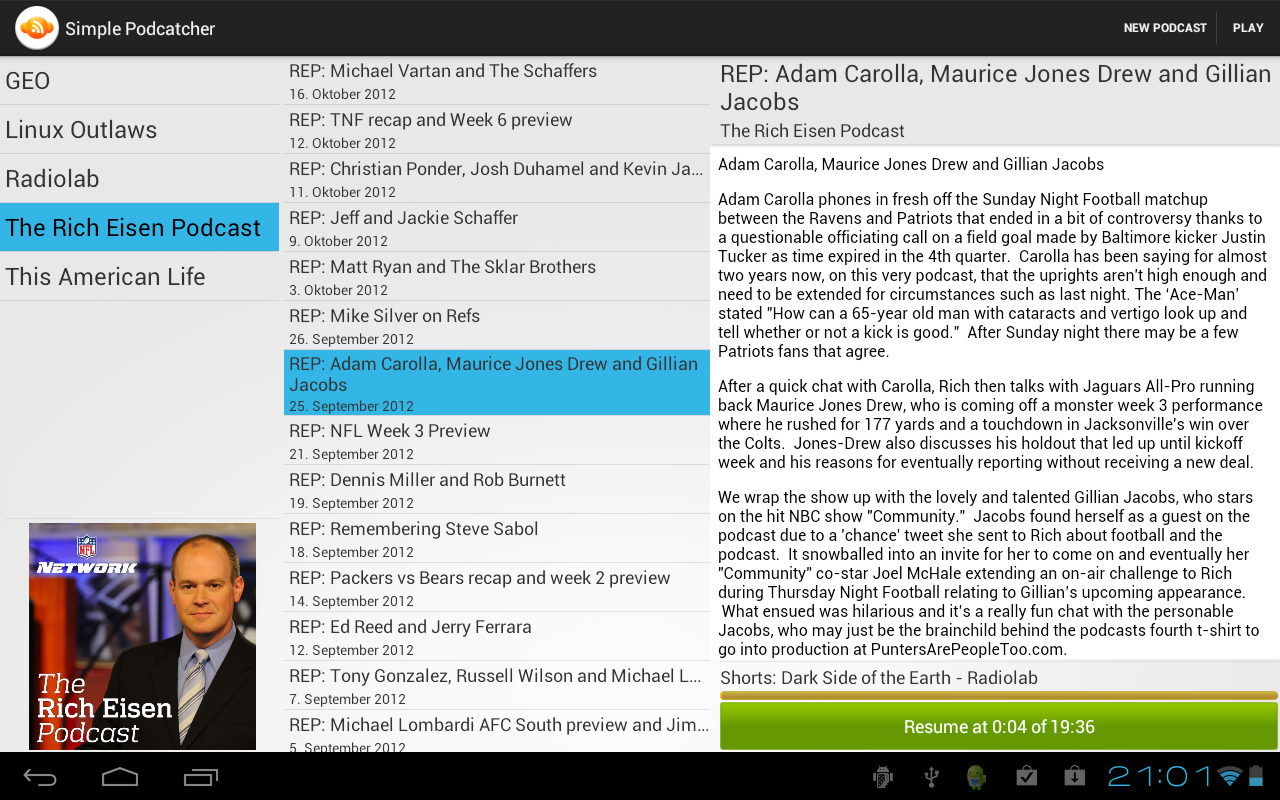 Simple Podcatcher
NEW PODCAST
PLAY
GEO
Linux Outlaws
Radiolab
The Rich Eisen Podcast
This American Life
NFL
NETWORK
The
Rich Eisen
Podcast
REP: Michael Vartan and The Schaffers
16. Oktober 2012
REP: TNF recap and Week 6 preview
12. Oktober 2012
REP: Christian Ponder, Josh Duhamel and Kevin Ja...
11. Oktober 2012
REP: Jeff and Jackie Schaffer
9. Oktober 2012
REP: Matt Ryan and The Sklar Brothers
3. Oktober 2012
REP: Mike Silver on Refs
26. September 2012
REP: Adam Carolla, Maurice Jones Drew and Gillian
Jacobs
25. September 2012
REP: NFL Week 3 Preview
21. September 2012
REP: Dennis Miller and Rob Burnett
19. September 2012
REP: Remembering Steve Sabol
18. September 2012
REP: Packers vs Bears recap and week 2 preview
14. September 2012
REP: Ed Reed and Jerry Ferrara
12. September 2012
REP: Tony Gonzalez, Russell Wilson and Michael L...
7. September 2012
REP: Michael Lombardi AFC South preview and Jim...
5. September 2012
REP: Adam Carolla, Maurice Jones Drew and Gillian
Jacobs
The Rich Eisen Podcast
Adam Carolla, Maurice Jones Drew and Gillian Jacobs
Adam Carolla phones in fresh off the Sunday Night Football matchup
between the Ravens and Patriots that ended in a bit of controversy thanks to
a questionable officiating call on a field goal made by Baltimore kicker Justin
Tucker as time expired in the 4th quarter.  Carolla has been saying for almost
two years now, on this very podcast, that the uprights aren't high enough and
need to be extended for circumstances such as last night. The ‘Ace-Man’
stated "How can a 65-year old man with cataracts and vertigo look up and
tell whether or not a kick is good."  After Sunday night there may be a few
Patriots fans that agree.
After a quick chat with Carolla, Rich then talks with Jaguars All-Pro running
back Maurice Jones Drew, who is coming off a monster week 3 performance
where he rushed for 177 yards and a touchdown in Jacksonville's win over
the Colts.  Jones-Drew also discusses his holdout that led up until kickoff
week and his reasons for eventually reporting without receiving a new deal.
We wrap the show up with the lovely and talented Gillian Jacobs, who stars
on the hit NBC show "Community."  Jacobs found herself as a guest on the
podcast due to a 'chance' tweet she sent to Rich about football and the
podcast.  It snowballed into an invite for her to come on and eventually her
"Community" co-star Joel McHale extending an on-air challenge to Rich
during Thursday Night Football relating to Gillian's upcoming appearance.
What ensued was hilarious and it's a really fun chat with the personable
Jacobs, who may just be the brainchild behind the podcasts fourth t-shirt to
go into production at PuntersArePeopleToo.com.
Shorts: Dark Side of the Earth - Radiolab
Resume at 0:04 of 19:36
21:01